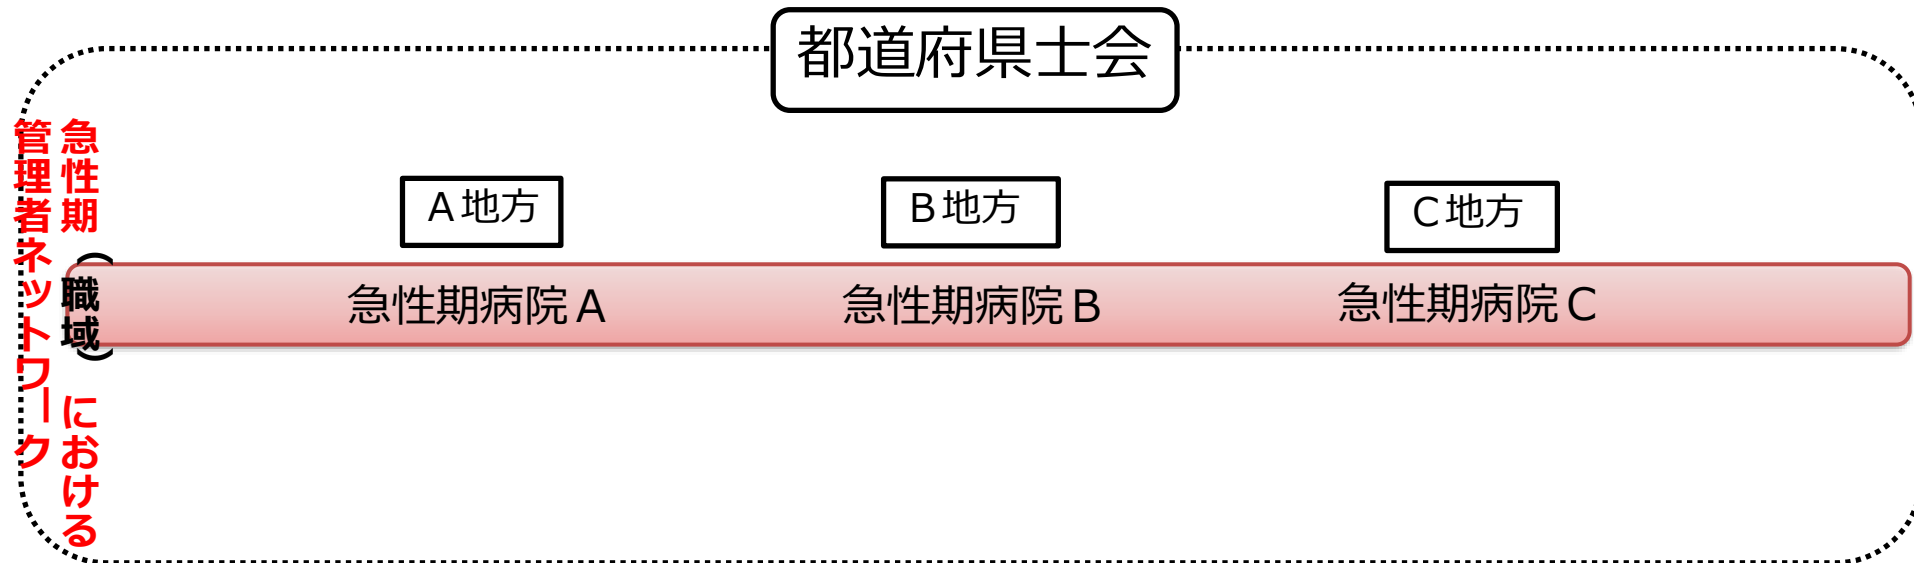 都道府県士会
急性期（職域）における
管理者ネットワーク
A地方
B地方
C地方
急性期病院A
急性期病院B
急性期病院C